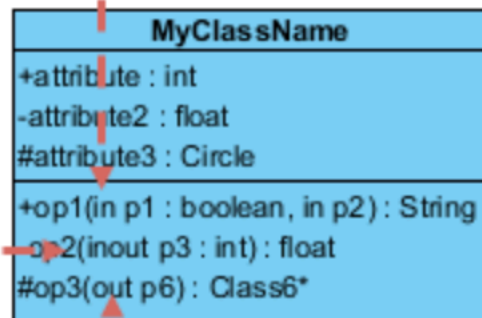 MyClassName
+attribute : int
-attribute2 : float
#attribute3 : Circle
+op1(in p1 : boolean, in p2) : String
op2(inout p3 : int) : float
#op3(out p6) : Class6*